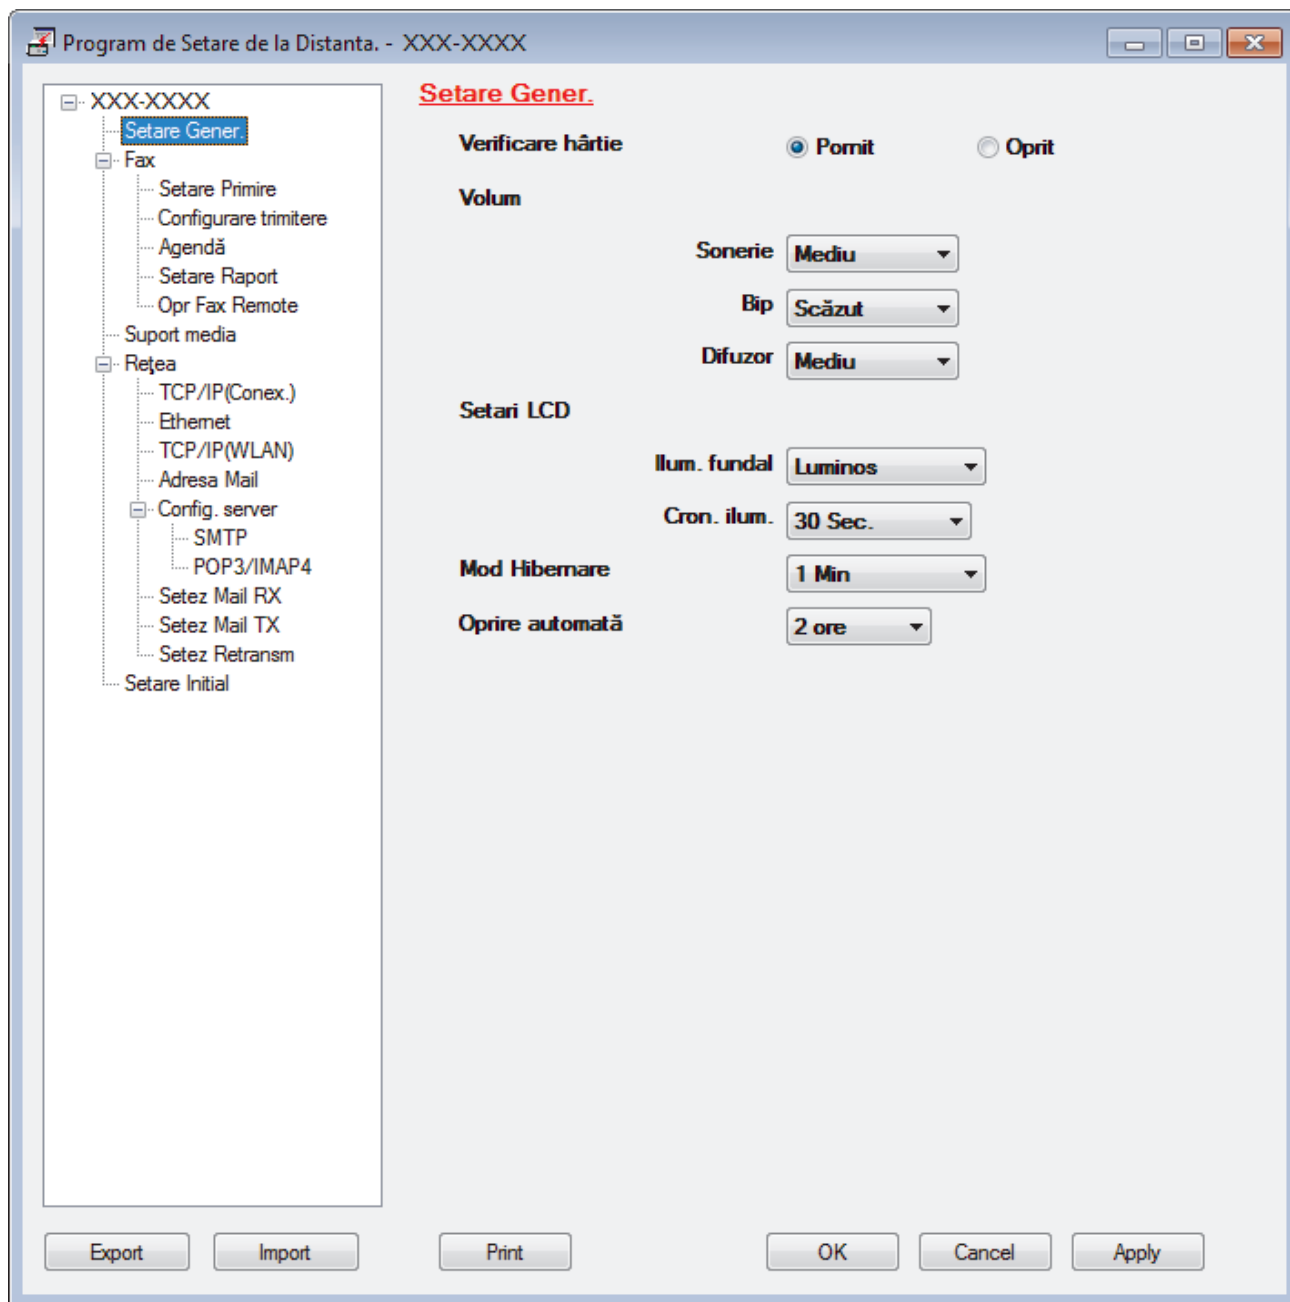 Program de Setare de la Distanta. - XXX-XXXX
XXX-XXXX
Setare Gener.
Fax
Setare Primire
Configurare trimitere
Agendă
Setare Raport
Opr Fax Remote
Suport media
Reţea
TCP/IP(Conex.)
Ethernet
TCP/IP(WLAN)
Adresa Mail
Config. server
SMTP
POP3/IMAP4
Setez Mail RX
Setez Mail TX
Setez Retransm
Setare Initial
Setare Gener.
Verificare hârtie Pornit Oprit
Volum
Sonerie Mediu
Bip Scăzut
Difuzor Mediu
Setari LCD
Ilum. fundal Luminos
Cron. ilum. 30 Sec.
Mod Hibernare 1 Min
Oprire automată 2 ore
Export Import Print OK Cancel Apply